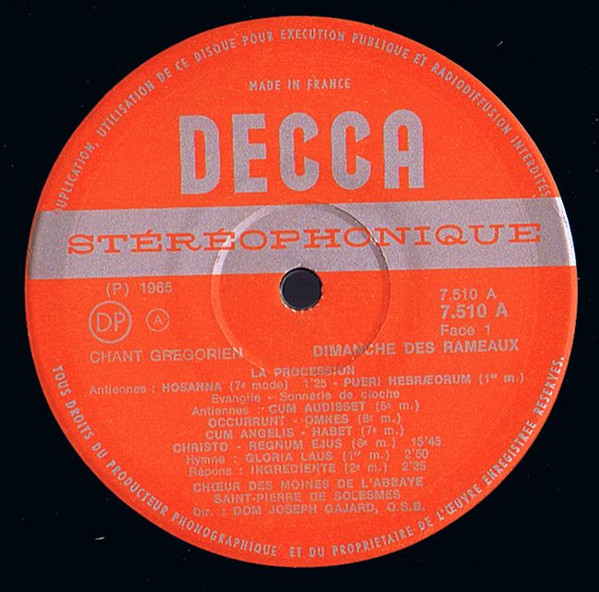 DUPLICATION, UTILISATION DE CE DISQUE POUR EXECUTION PUBLIQUE ET RADIODIFFUSION INTERDITES
MADE IN FRANCE
DECCA
STÉRÉOPHONIQUE
(P) 1965
7.510 A
DP
A
7.510 A
Face 1
CHANT GREGORIEN DIMANCHE DES RAMEAUX
LA PROCESSION
Antiennes : HOSANNA (7e mode) 1'25 - PUERI HEBRÆORUM (1er m.)
Evangile - Sonnerie de cloche
Antiennes : CUM AUDISSET (5e m.)
OCCURRUNT - OMNES (8e m.)
CUM ANGELIS - HABET (7e m.)
CHRISTO - REGNUM EJUS (8e m.) 15'45
Hymne : GLORIA LAUS (1er m.) 2'50
Répons : INGREDIENTE (2e m.) 2'35
CHŒUR DES MOINES DE L'ABBAYE
SAINT-PIERRE DE SOLESMES
Dir. : DOM JOSEPH GAJARD, O.S.B.
TOUS DROITS DU PRODUCTEUR PHONOGRAPHIQUE ET DU PROPRIETAIRE DE L'ŒUVRE ENREGISTREE RESERVES.